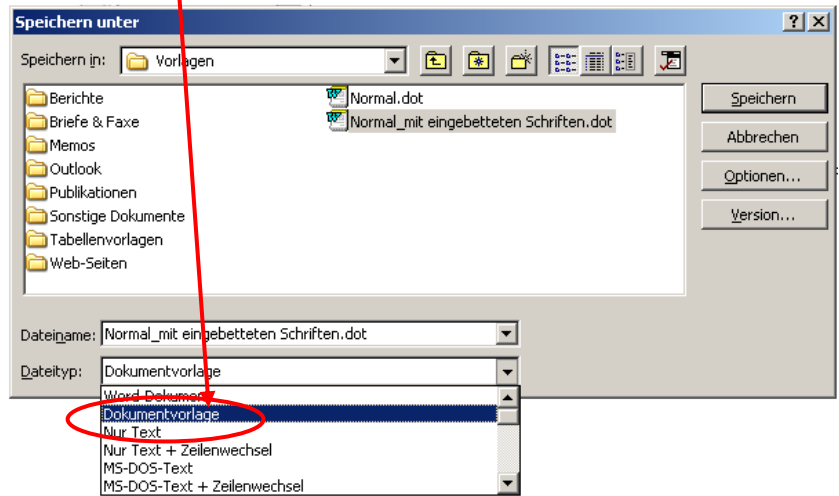 Speichern unter
Speichern in: Vorlagen
Berichte
Briefe & Faxe
Memos
Outlook
Publikationen
Sonstige Dokumente
Tabellenvorlagen
Web-Seiten
Normal.dot
Normal_mit eingebetteten Schriften.dot
Speichern
Abbrechen
Optionen...
Version...
Dateiname: Normal_mit eingebetteten Schriften.dot
Dateityp: Dokumentvorlage
Word-Dokument
Dokumentvorlage
Nur Text
Nur Text + Zeilenwechsel
MS-DOS-Text
MS-DOS-Text + Zeilenwechsel